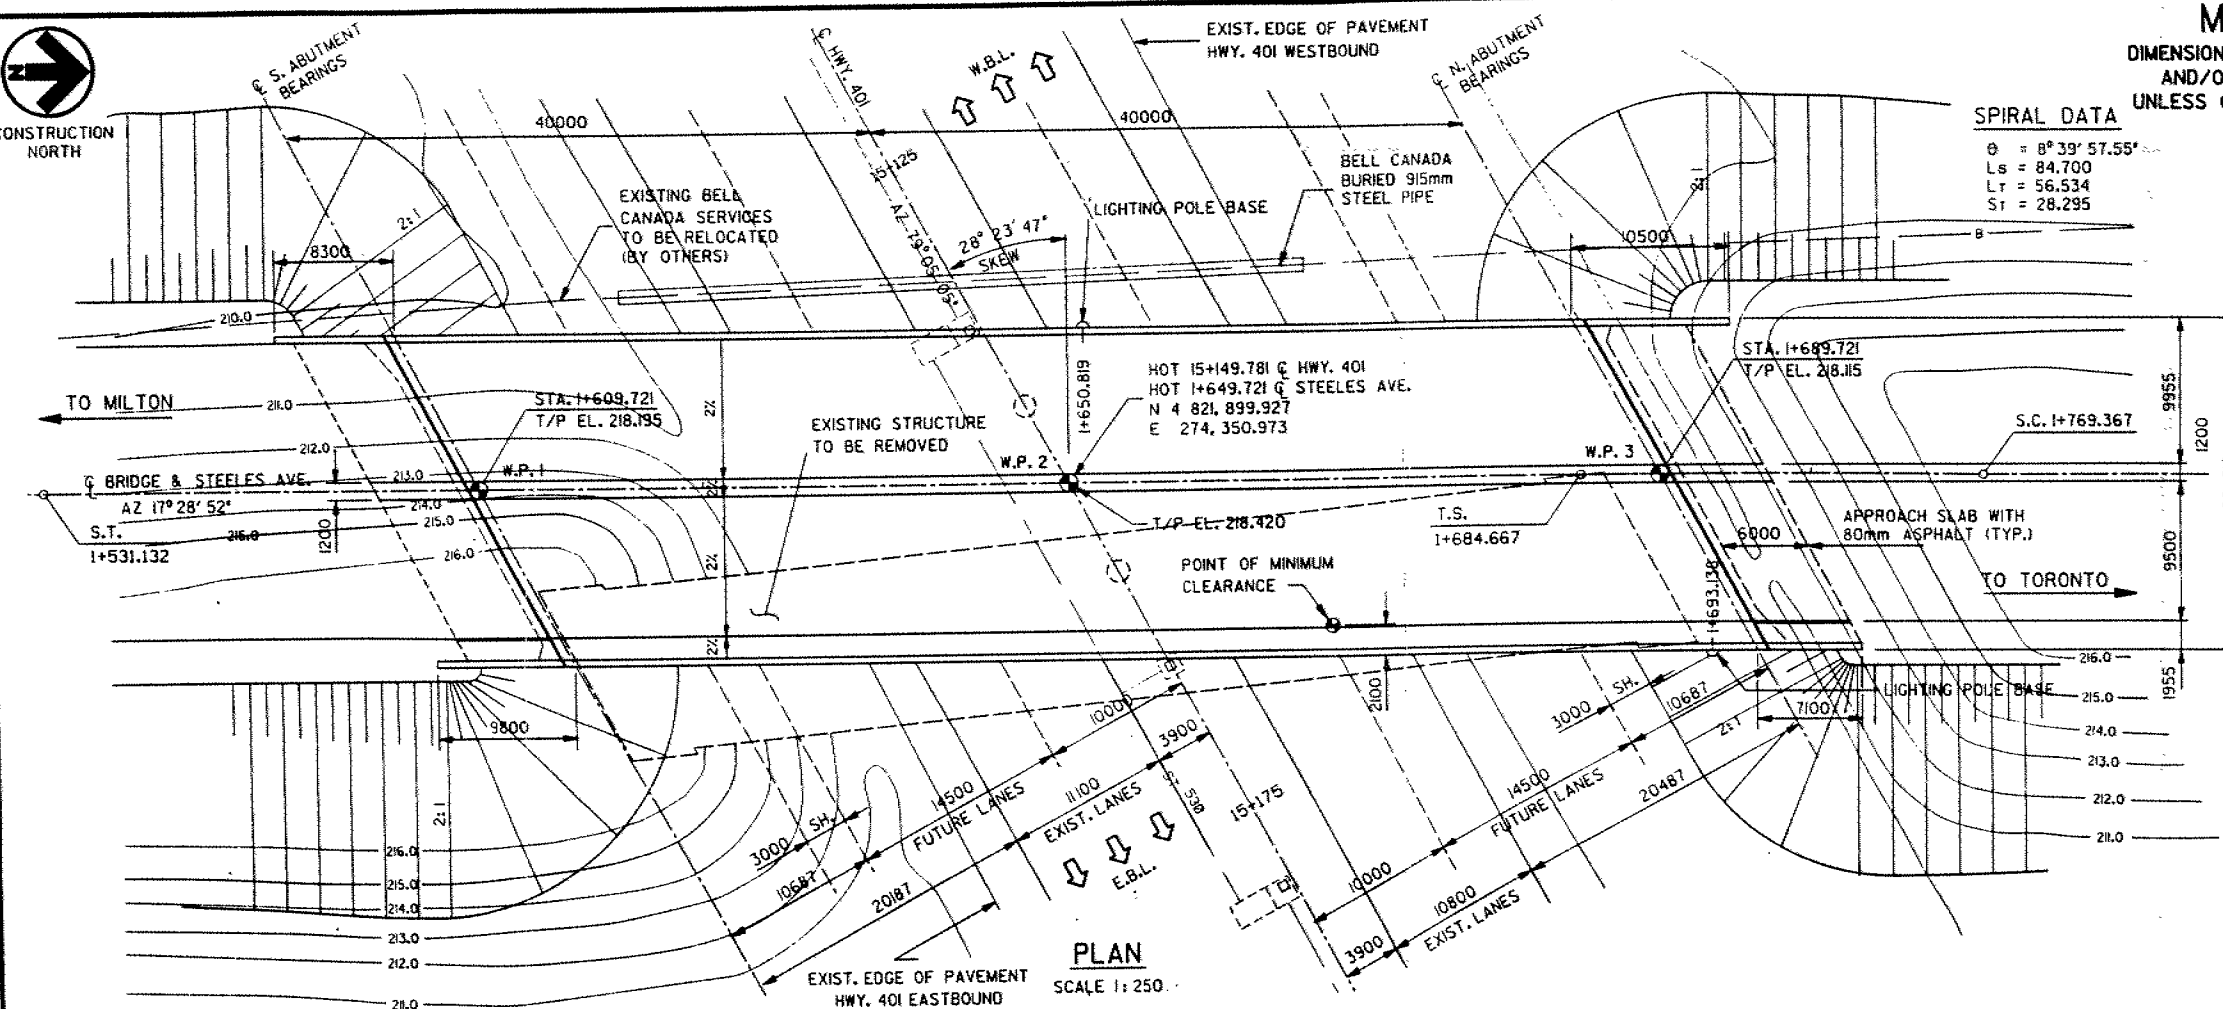 M
DIMENSION
AND/O
UNLESS
N
CONSTRUCTION
NORTH
℄ S. ABUTMENT
BEARINGS
℄ HWY. 401
W.B.L.
EXIST. EDGE OF PAVEMENT
HWY. 401 WESTBOUND
℄ N. ABUTMENT
BEARINGS
SPIRAL DATA
θ = 8° 39' 57.55"
Ls = 84.700
LT = 56.534
ST = 28.295
40000
40000
15+125
EXISTING BELL
CANADA SERVICES
TO BE RELOCATED
(BY OTHERS)
BELL CANADA
BURIED 915mm
STEEL PIPE
LIGHTING POLE BASE
AZ 79° 05' 05"
28° 23' 47"
SKEW
2:1
2:1
8300
10500
B
210.0
TO MILTON
211.0
212.0
213.0
214.0
215.0
216.0
216.0
STA. 1+609.721
T/P EL. 218.195
2%
EXISTING STRUCTURE
TO BE REMOVED
1+650.819
HOT 15+149.781 ℄ HWY. 401
HOT 1+649.721 ℄ STEELES AVE.
N 4 821, 899.927
E 274, 350.973
STA. 1+689.721
T/P EL. 218.115
9955
1200
S.C. 1+769.367
℄ BRIDGE & STEELES AVE.
AZ 17° 28' 52"
W.P. 1
W.P. 2
W.P. 3
S.T.
1+531.132
1200
2%
2%
2%
T/P EL. 218.420
T.S.
1+684.667
6000
APPROACH SLAB WITH
80mm ASPHALT (TYP.)
9500
POINT OF MINIMUM
CLEARANCE
1+693.138
TO TORONTO
2100
1955
LIGHTING POLE BASE
7100
9800
2:1
2:1
216.0
215.0
214.0
213.0
212.0
211.0
216.0
215.0
214.0
213.0
212.0
211.0
10000
3900
14500
FUTURE LANES
11100
EXIST. LANES
3000
SH.
10687
20187
15+175
E.B.L.
3000
SH.
10687
14500
FUTURE LANES
20487
10000
10800
EXIST. LANES
3900
EXIST. EDGE OF PAVEMENT
HWY. 401 EASTBOUND
PLAN
SCALE 1:250